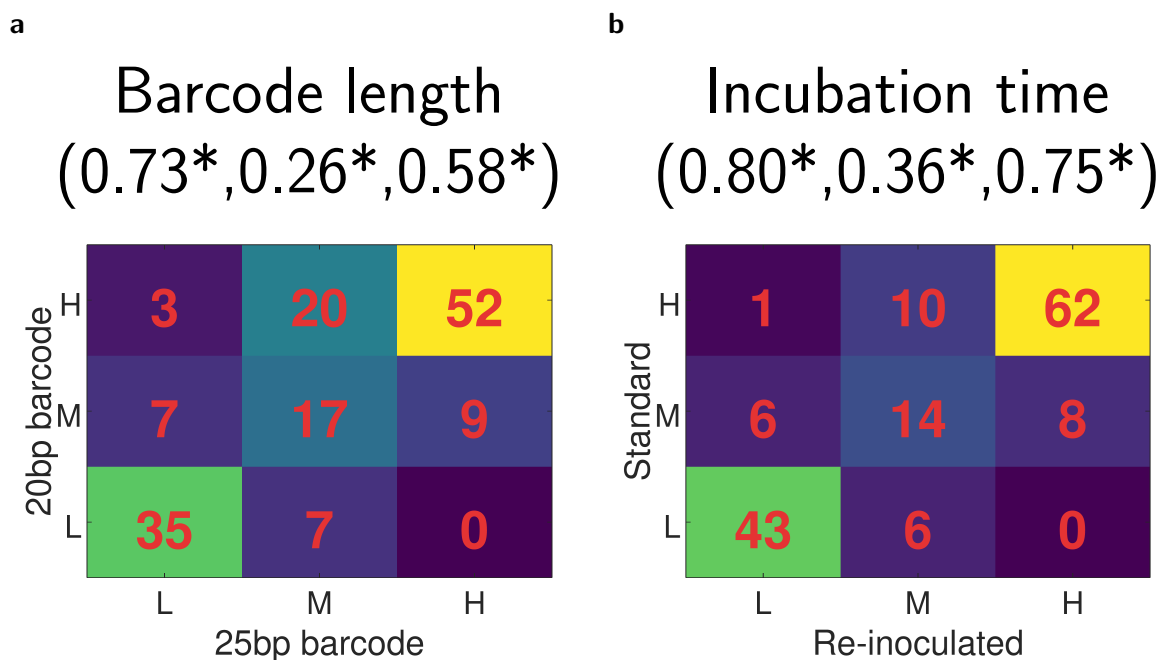 a
Barcode length
(0.73*,0.26*,0.58*)
20bp barcode
H
3 20 52
M
7 17 9
L
35 7 0
L M H
25bp barcode
b
Incubation time
(0.80*,0.36*,0.75*)
Standard
H
1 10 62
M
6 14 8
L
43 6 0
L M H
Re-inoculated